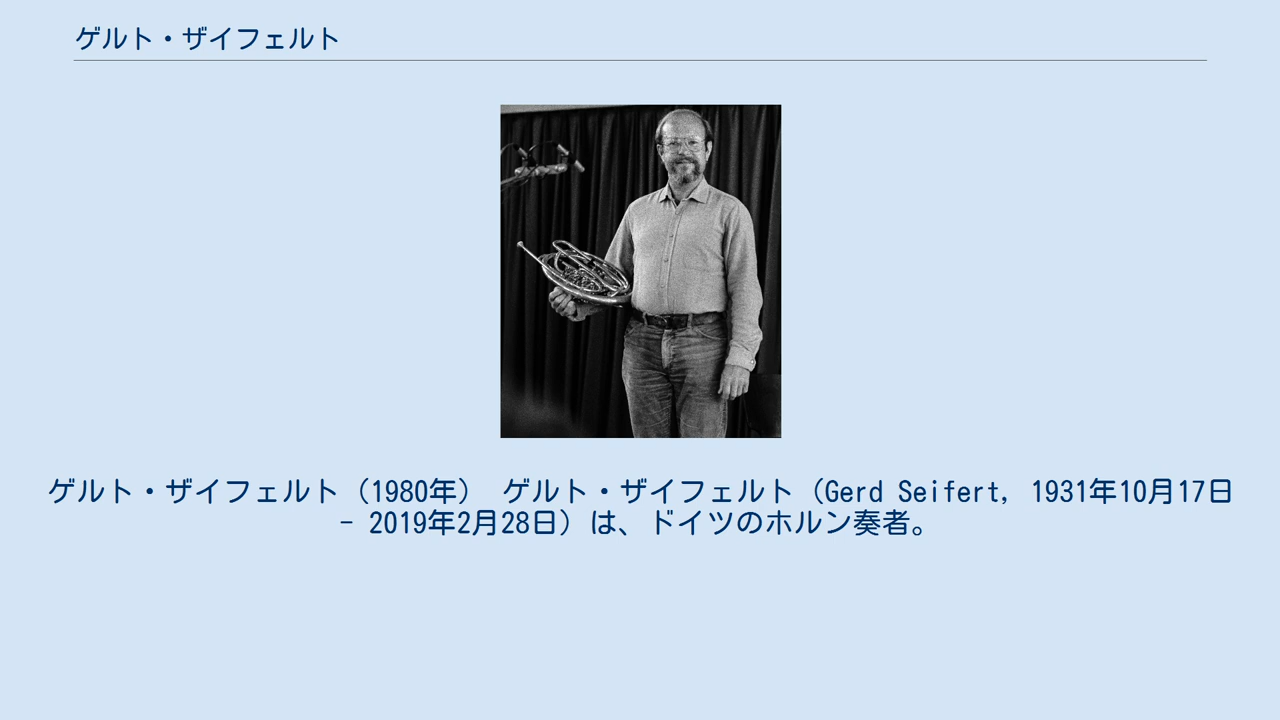 ゲルト・ザイフェルト
ゲルト・ザイフェルト（1980年） ゲルト・ザイフェルト（Gerd Seifert, 1931年10月17日
- 2019年2月28日）は、ドイツのホルン奏者。